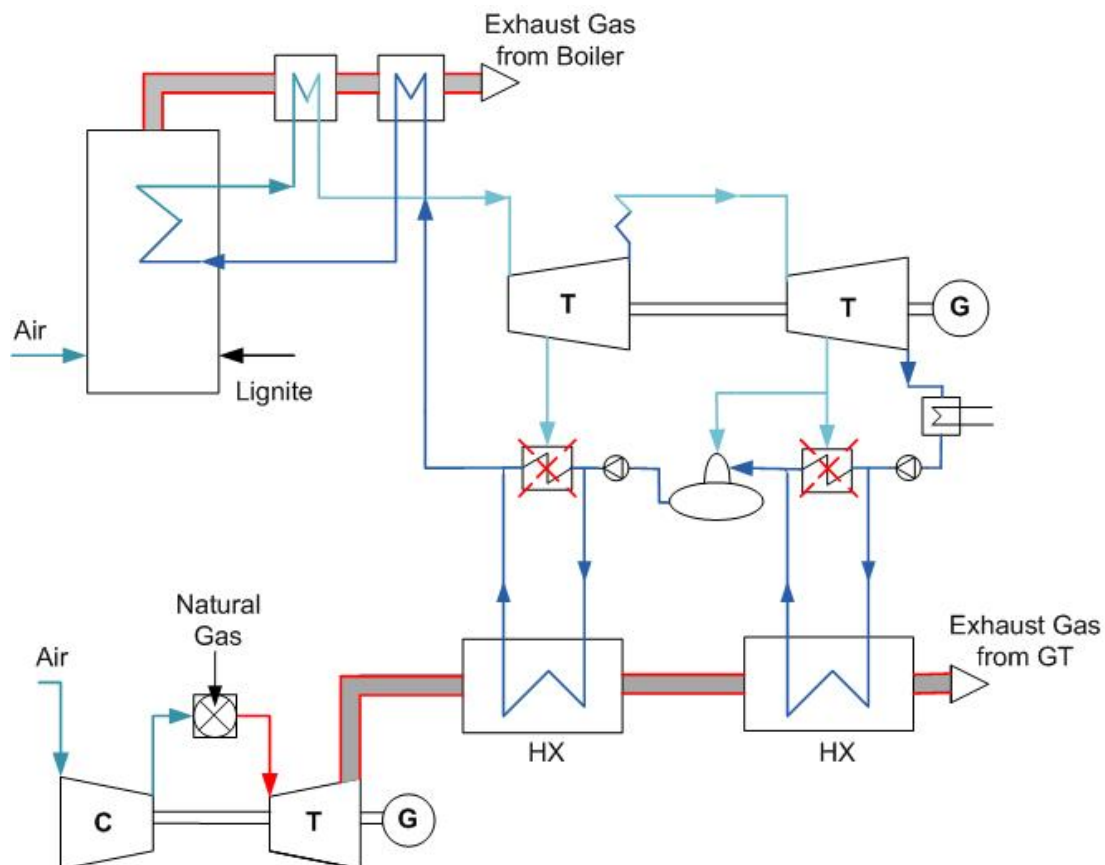 Exhaust Gas
from Boiler
Air
Lignite
T
T
G
Natural
Gas
Air
Exhaust Gas
from GT
HX
HX
C
T
G